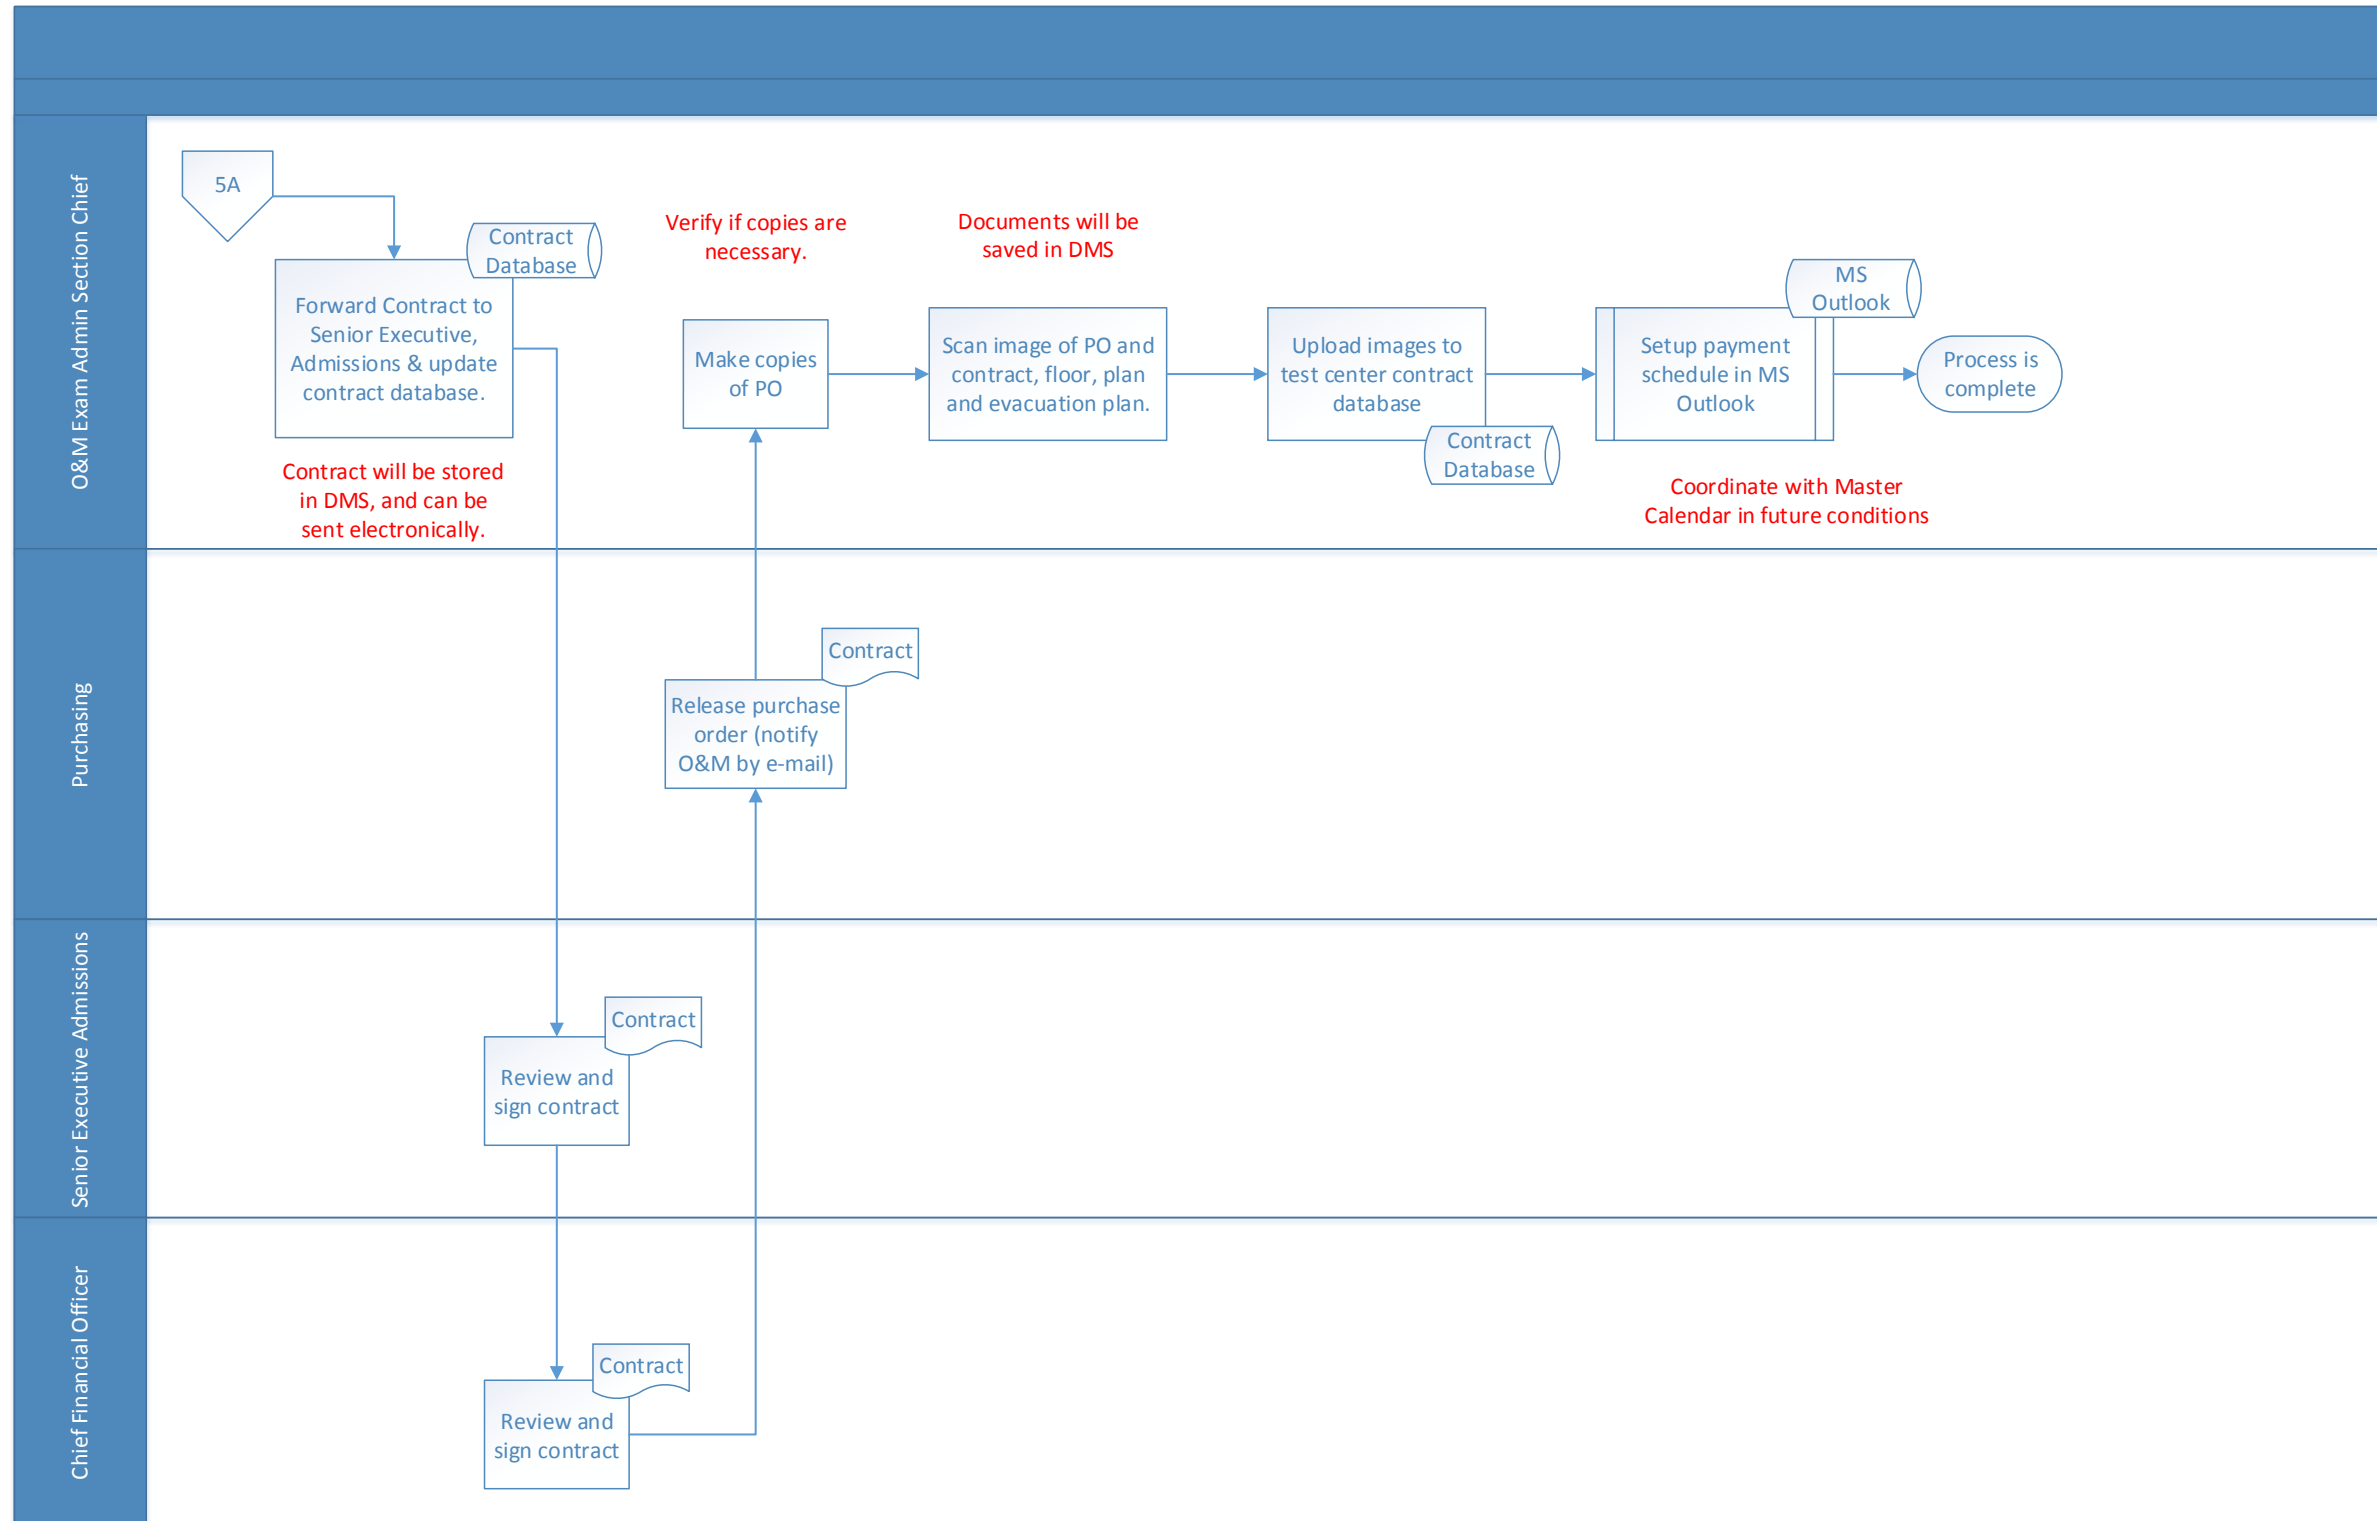 O&M Exam Admin Section Chief
5A
Contract
Database
Forward Contract to
Senior Executive,
Admissions & update
contract database.
Contract will be stored
in DMS, and can be
sent electronically.
Verify if copies are
necessary.
Make copies
of PO
Documents will be
saved in DMS
Scan image of PO and
contract, floor, plan
and evacuation plan.
Upload images to
test center contract
database
Contract
Database
MS
Outlook
Setup payment
schedule in MS
Outlook
Coordinate with Master
Calendar in future conditions
Process is
complete
Purchasing
Contract
Release purchase
order (notify
O&M by e-mail)
Senior Executive Admissions
Contract
Review and
sign contract
Chief Financial Officer
Contract
Review and
sign contract